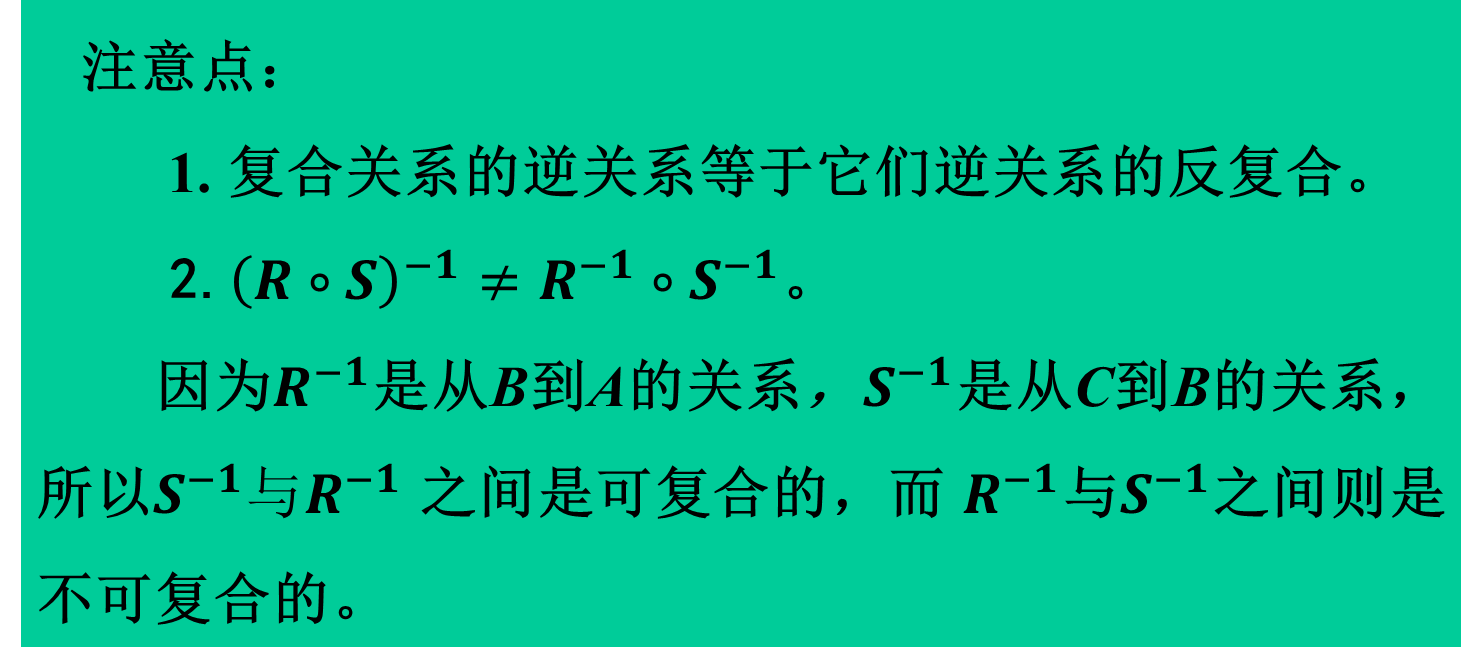 注意点：
1. 复合关系的逆关系等于它们逆关系的反复合。
2. (R∘S)⁻¹ ≠ R⁻¹∘S⁻¹。
因为R⁻¹是从B到A的关系，S⁻¹是从C到B的关系，
所以S⁻¹与R⁻¹ 之间是可复合的，而 R⁻¹与S⁻¹之间则是
不可复合的。